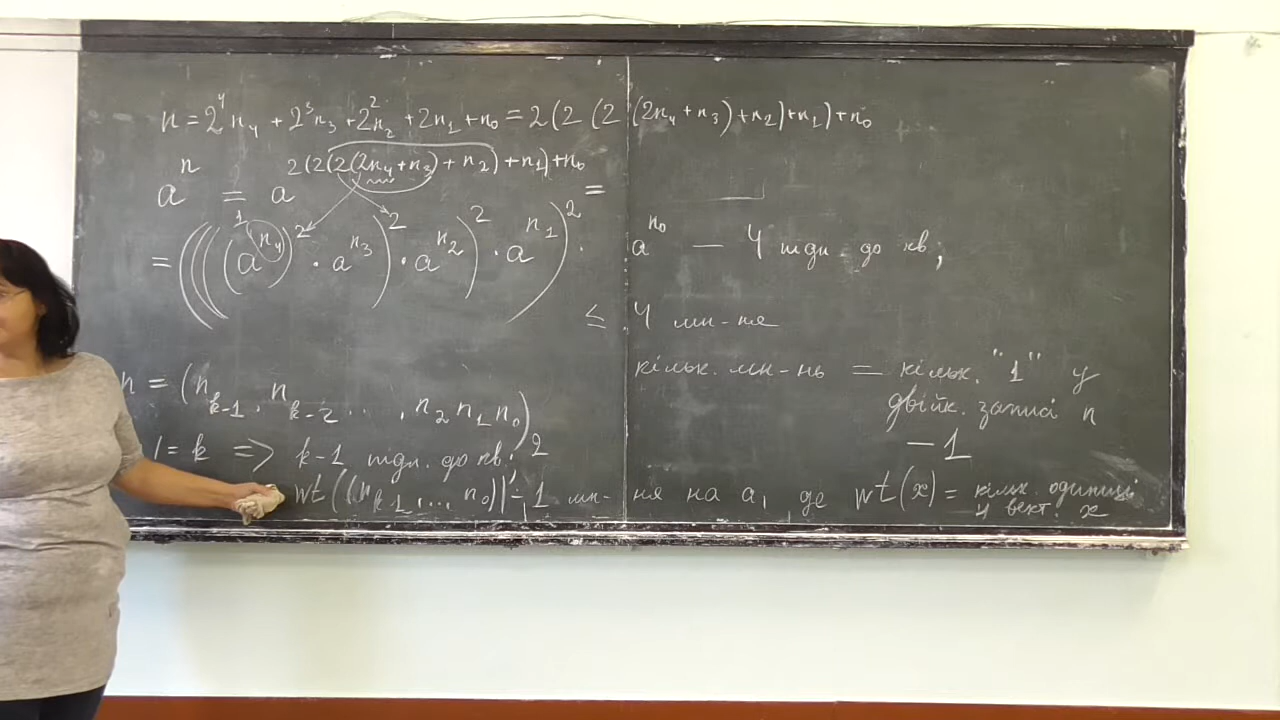 n = 2⁴n₄ + 2³n₃ + 2²n₂ + 2n₁ + n₀ = 2(2(2(2n₄ + n₃) + n₂) + n₁) + n₀
aⁿ = a^{2(2(2(2n₄+n₃)+n₂)+n₁)+n₀} =
1
= ((((a^{n₄})² · a^{n₃})² · a^{n₂})² · a^{n₁})² · a^{n₀} — 4 підн. до кв,
≤ 4 мн-ня
кільк. мн-нь = кільк. "1" у
двійк. записі n
– 1
n = (n_{k-1}, n_{k-2} ..., n₂ n₁ n₀)₂
l = k => k-1 підн. до кв.,
wt((n_{k-1}, ... n₀)) - 1 мн-ня на a, де wt(x) = кільк. одиниць
у вект. x